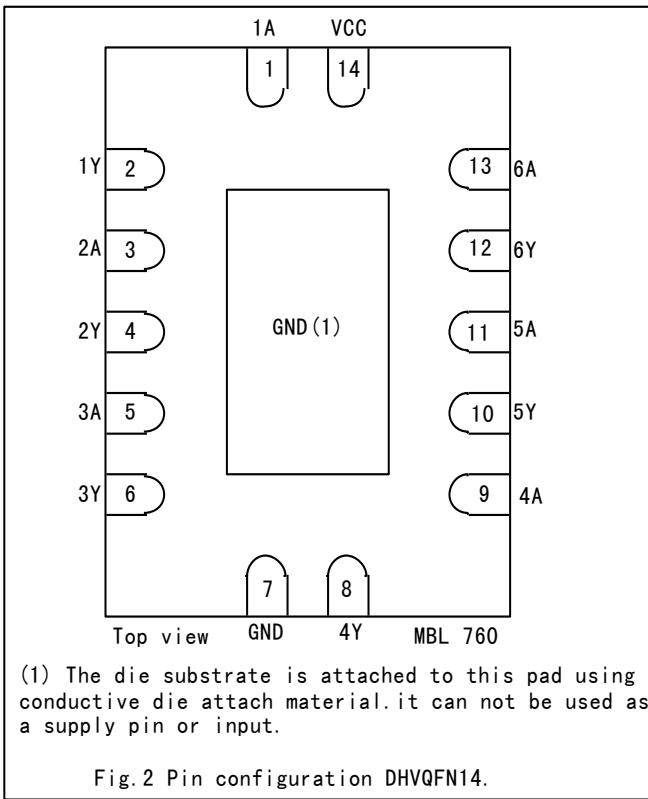 1A VCC
1 14
1Y 2 13 6A
2A 3 12 6Y
2Y 4 GND(1) 11 5A
3A 5 10 5Y
3Y 6 9 4A
7 8
Top view GND 4Y MBL 760
(1) The die substrate is attached to this pad using
conductive die attach material.it can not be used as
a supply pin or input.
Fig.2 Pin configuration DHVQFN14.